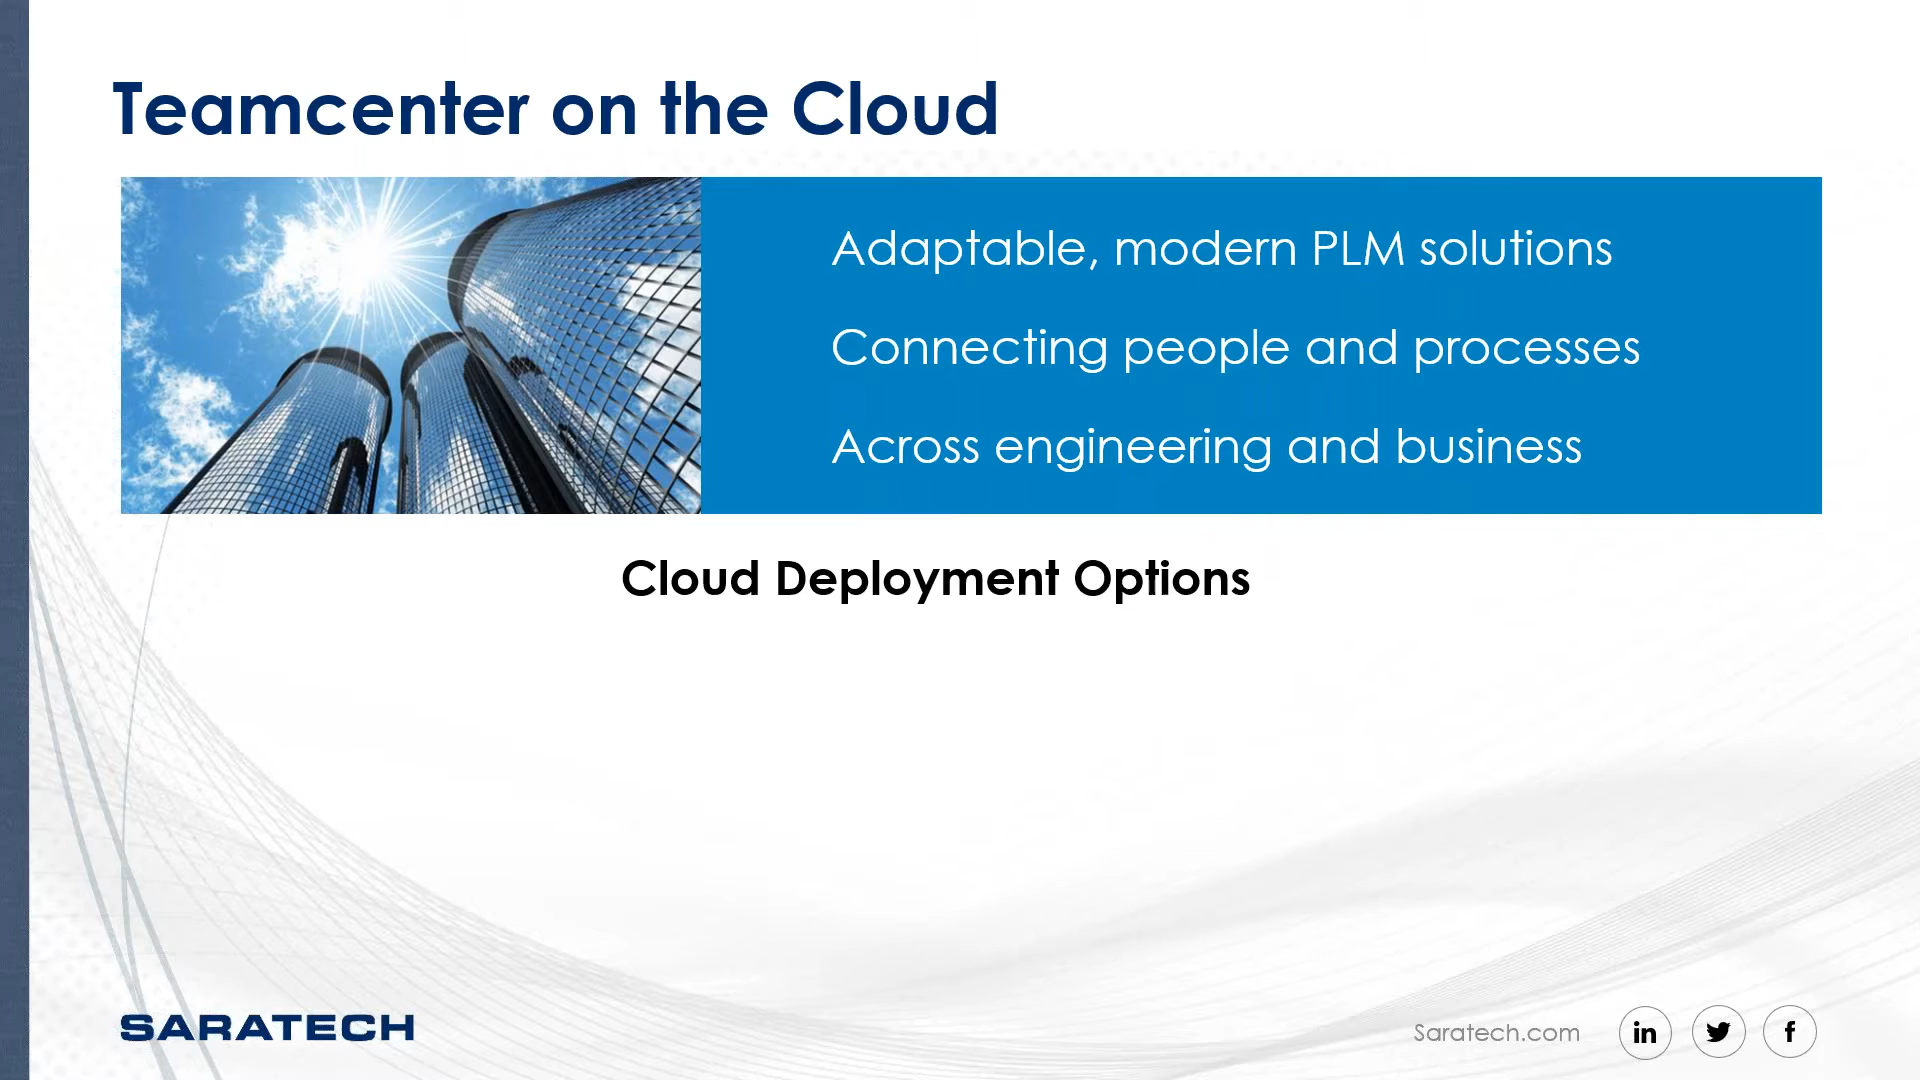 Teamcenter on the Cloud
Adaptable, modern PLM solutions
Connecting people and processes
Across engineering and business
Cloud Deployment Options
SARATECH
Saratech.com
in
f